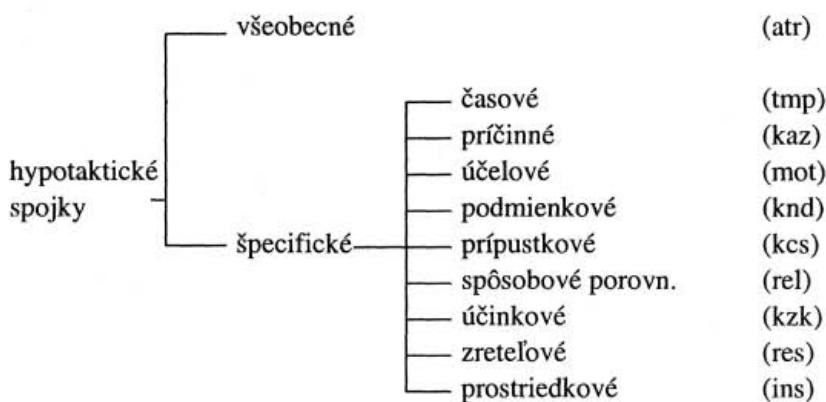 všeobecné (atr)
časové (tmp)
príčinné (kaz)
hypotaktické účelové (mot)
spojky podmienkové (knd)
špecifické prípustkové (kcs)
spôsobové porovn. (rel)
účinkové (kzk)
zreteľové (res)
prostriedkové (ins)